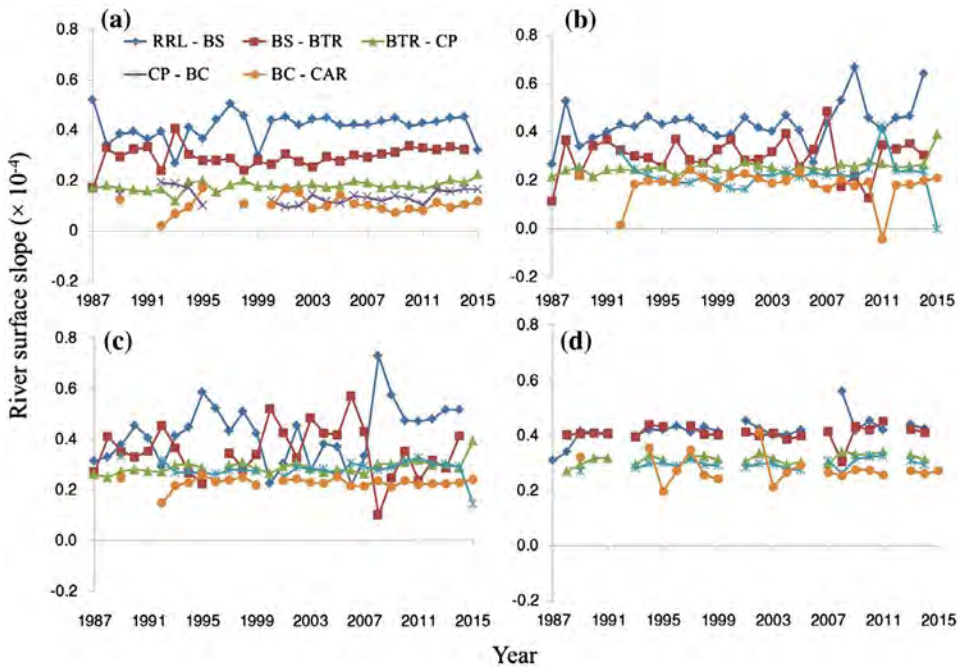 (a)
RRL - BS BS - BTR BTR - CP
CP - BC BC - CAR
(b)
0.8 0.6 0.4 0.2 0 -0.2
1987 1991 1995 1999 2003 2007 2011 2015
0.8 0.6 0.4 0.2 0.0 -0.2
1987 1991 1995 1999 2003 2007 2011 2015
River surface slope (× 10⁻⁴)
(c)
0.8 0.6 0.4 0.2 0.0 -0.2
1987 1991 1995 1999 2003 2007 2011 2015
(d)
0.8 0.6 0.4 0.2 0.0 -0.2
1987 1991 1995 1999 2003 2007 2011 2015
Year